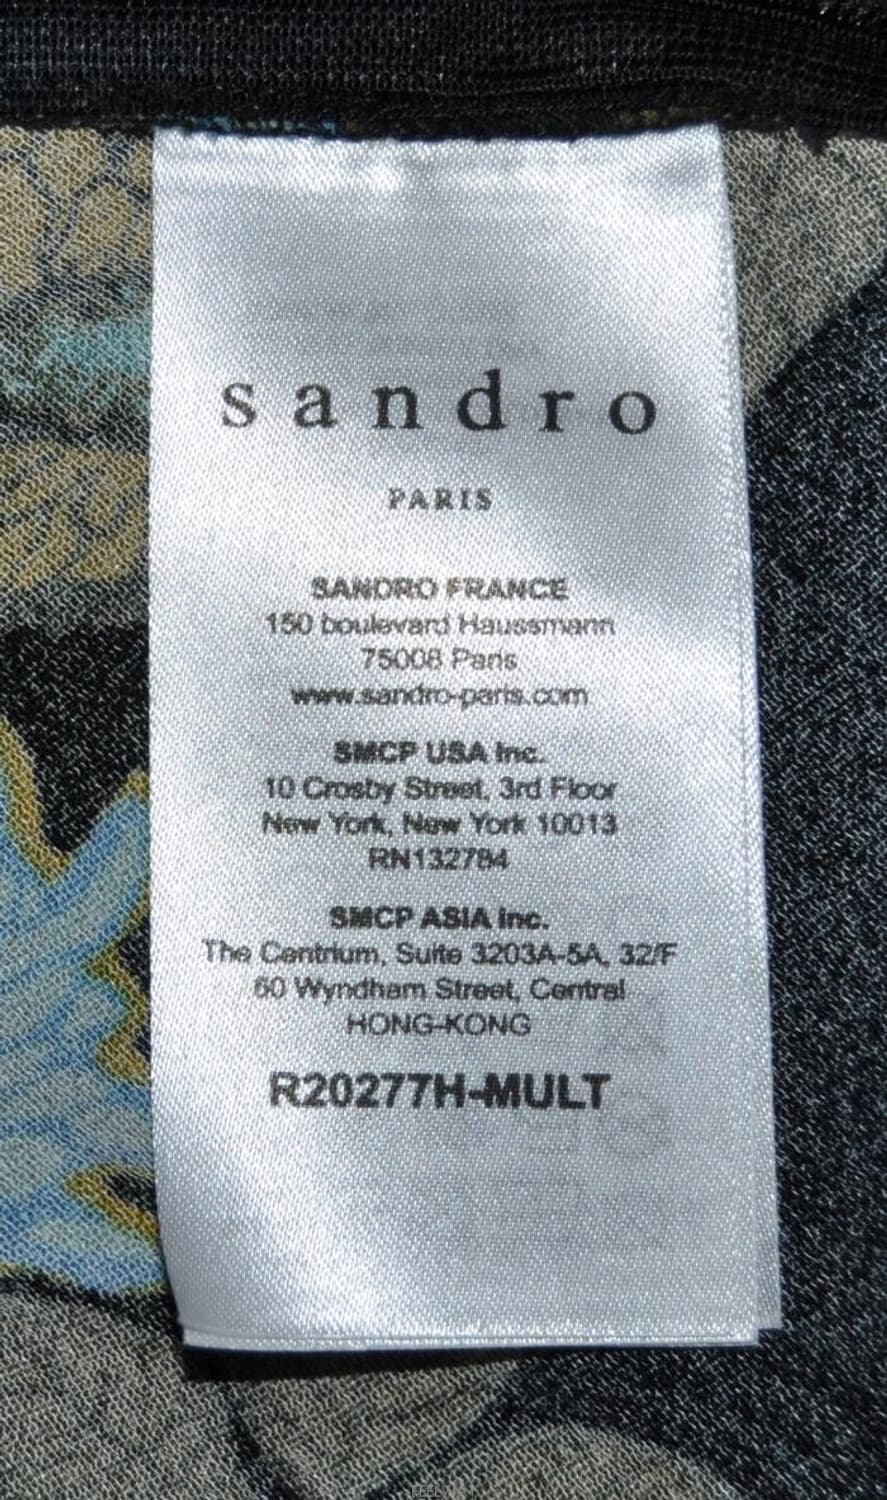 sandro
PARIS
SANDRO FRANCE
150 boulevard Haussmann
75008 Paris
www.sandro-paris.com
SMCP USA Inc.
10 Crosby Street, 3rd Floor
New York, New York 10013
RN132784
SMCP ASIA Inc.
The Centrium, Suite 3203A-5A, 32/F
60 Wyndham Street, Central
HONG-KONG
R20277H-MULT